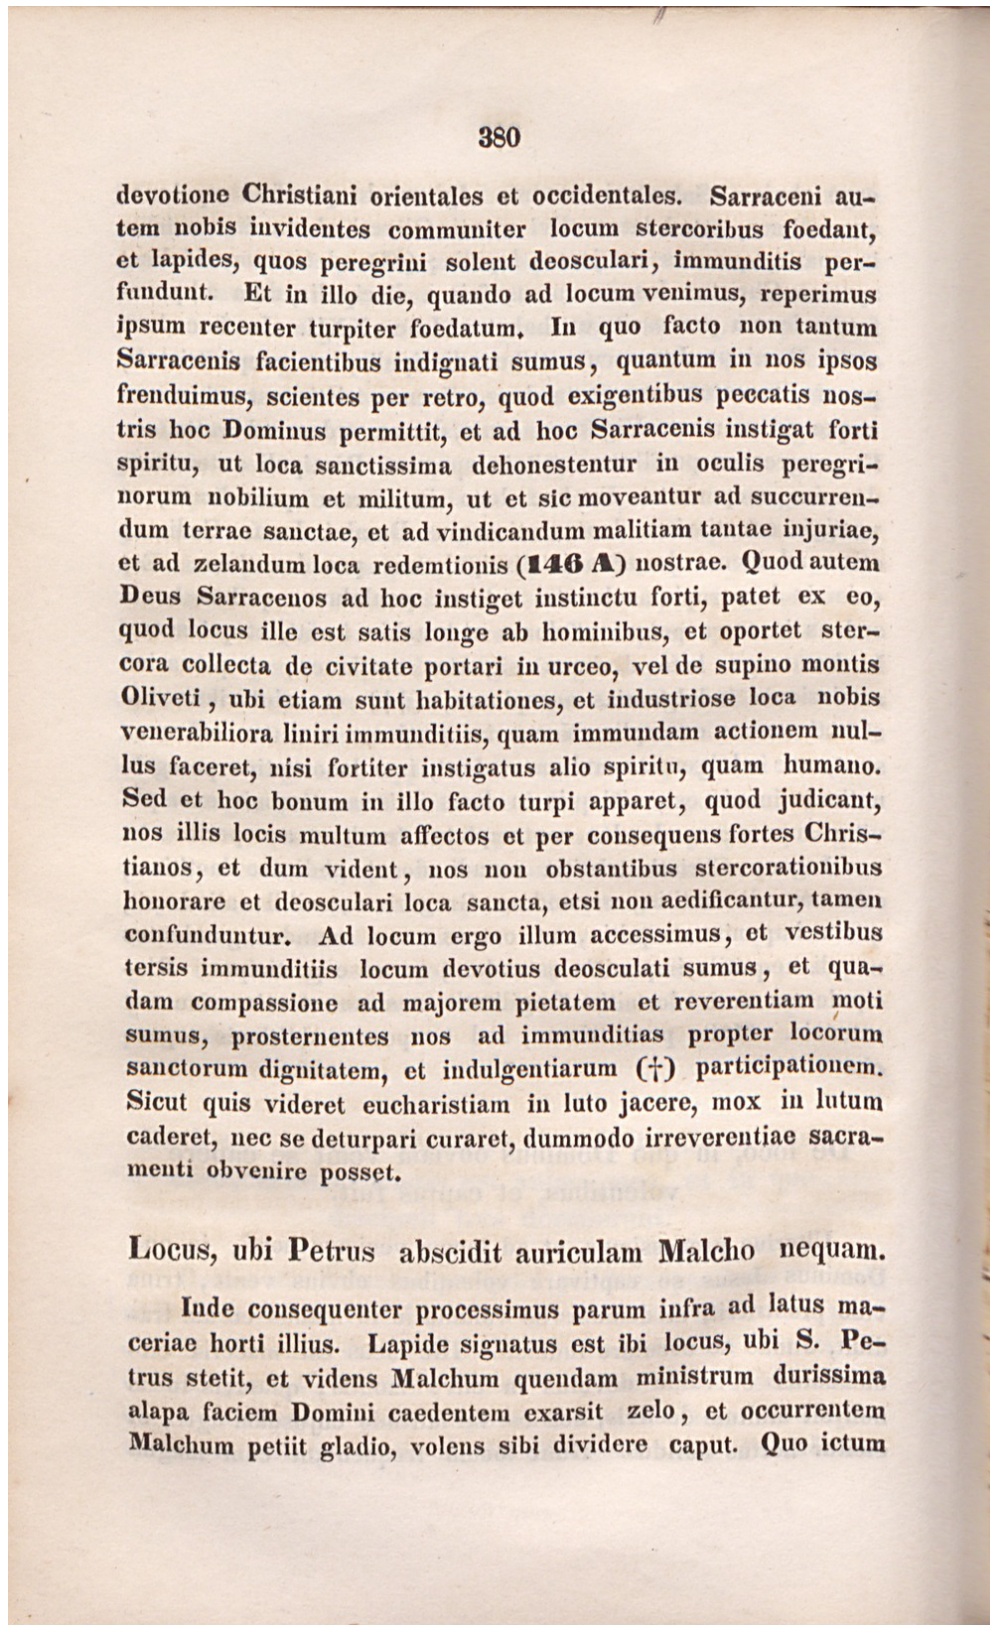 380
devotione Christiani orientales et occidentales. Sarraceni au-
tem nobis invidentes communiter locum stercoribus foedant,
et lapides, quos peregrini solent deosculari, immunditis per-
fundunt. Et in illo die, quando ad locum venimus, reperimus
ipsum recenter turpiter foedatum. In quo facto non tantum
Sarracenis facientibus indignati sumus, quantum in nos ipsos
frenduimus, scientes per retro, quod exigentibus peccatis nos-
tris hoc Dominus permittit, et ad hoc Sarracenis instigat forti
spiritu, ut loca sanctissima dehonestentur in oculis peregri-
norum nobilium et militum, ut et sic moveantur ad succurren-
dum terrae sanctae, et ad vindicandum malitiam tantae injuriae,
et ad zelandum loca redemtionis (146 A) nostrae. Quod autem
Deus Sarracenos ad hoc instiget instinctu forti, patet ex eo,
quod locus ille est satis longe ab hominibus, et oportet ster-
cora collecta de civitate portari in urceo, vel de supino montis
Oliveti, ubi etiam sunt habitationes, et industriose loca nobis
venerabiliora liniri immunditiis, quam immundam actionem nul-
lus faceret, nisi fortiter instigatus alio spiritu, quam humano.
Sed et hoc bonum in illo facto turpi apparet, quod judicant,
nos illis locis multum affectos et per consequens fortes Chris-
tianos, et dum vident, nos non obstantibus stercorationibus
honorare et deosculari loca sancta, etsi non aedificantur, tamen
confunduntur. Ad locum ergo illum accessimus, et vestibus
tersis immunditiis locum devotius deosculati sumus, et qua-
dam compassione ad majorem pietatem et reverentiam moti
sumus, prosternentes nos ad immunditias propter locorum
sanctorum dignitatem, et indulgentiarum (†) participationem.
Sicut quis videret eucharistiam in luto jacere, mox in lutum
caderet, nec se deturpari curaret, dummodo irreverentiae sacra-
menti obvenire posset.
Locus, ubi Petrus abscidit auriculam Malcho nequam.
Inde consequenter processimus parum infra ad latus ma-
ceriae horti illius. Lapide signatus est ibi locus, ubi S. Pe-
trus stetit, et videns Malchum quendam ministrum durissima
alapa faciem Domini caedentem exarsit zelo, et occurrentem
Malchum petiit gladio, volens sibi dividere caput. Quo ictum